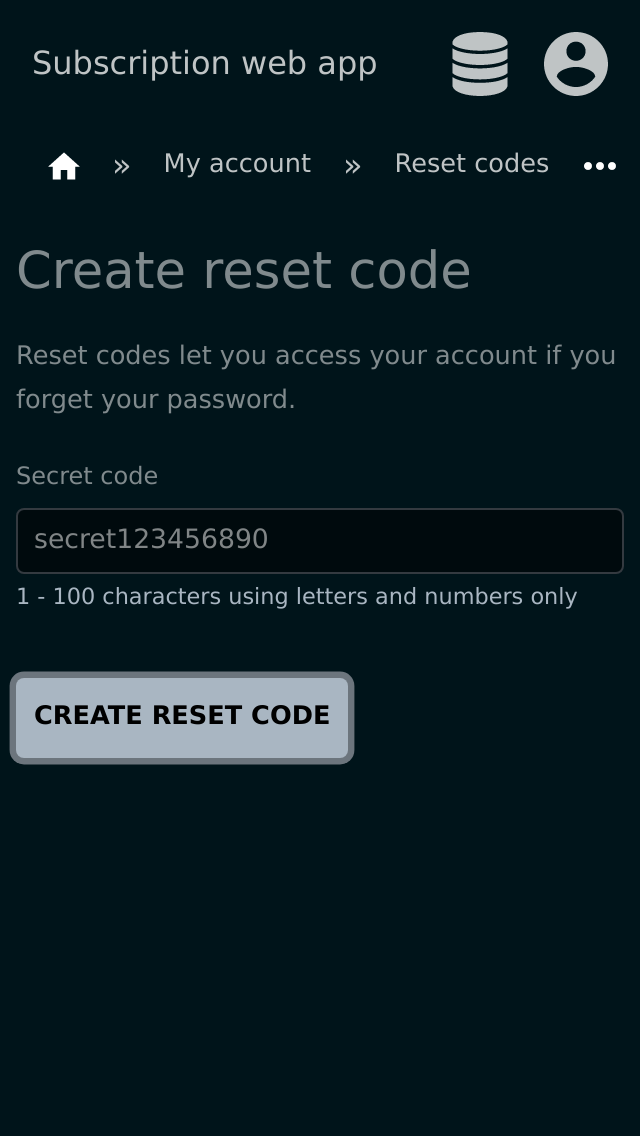 Subscription web app
» My account » Reset codes •••
Create reset code
Reset codes let you access your account if you
forget your password.
Secret code
secret123456890
1 - 100 characters using letters and numbers only
CREATE RESET CODE